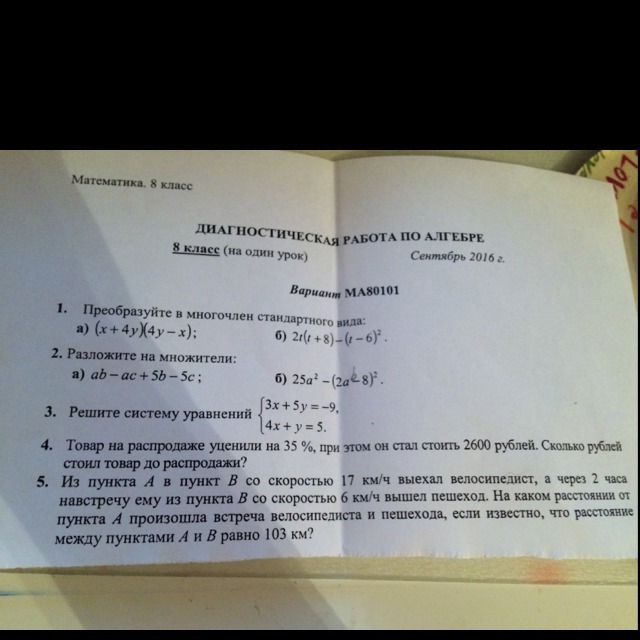 Математика. 8 класс
ДИАГНОСТИЧЕСКАЯ РАБОТА ПО АЛГЕБРЕ
8 класс (на один урок)
Сентябрь 2016 г.
Вариант МА80101
1. Преобразуйте в многочлен стандартного вида:
а) (x + 4y)(4y − x); б) 2t(t + 8) − (t − 6)².
2. Разложите на множители:
а) ab − ac + 5b − 5c; б) 25a² − (2a − 8)².
3. Решите систему уравнений { 3x + 5y = −9,
4x + y = 5.
4. Товар на распродаже уценили на 35 %, при этом он стал стоить 2600 рублей. Сколько рублей
стоил товар до распродажи?
5. Из пункта A в пункт B со скоростью 17 км/ч выехал велосипедист, а через 2 часа
навстречу ему из пункта B со скоростью 6 км/ч вышел пешеход. На каком расстоянии от
пункта A произошла встреча велосипедиста и пешехода, если известно, что расстояние
между пунктами A и B равно 103 км?